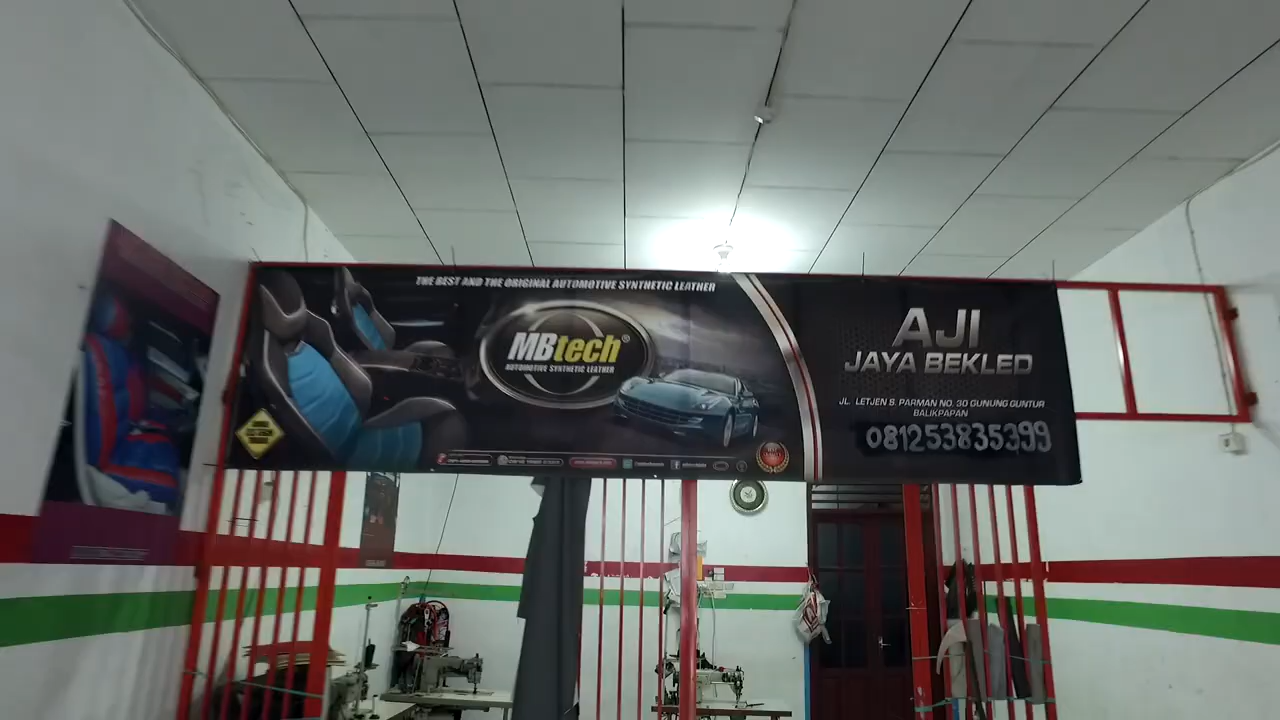 THE BEST AND THE ORIGINAL AUTOMOTIVE SYNTHETIC LEATHER
MBtech®
AUTOMOTIVE SYNTHETIC LEATHER
AJI
JAYA BEKLED
JL. LETJEN S. PARMAN NO. 30 GUNUNG GUNTUR
BALIKPAPAN
081253835399